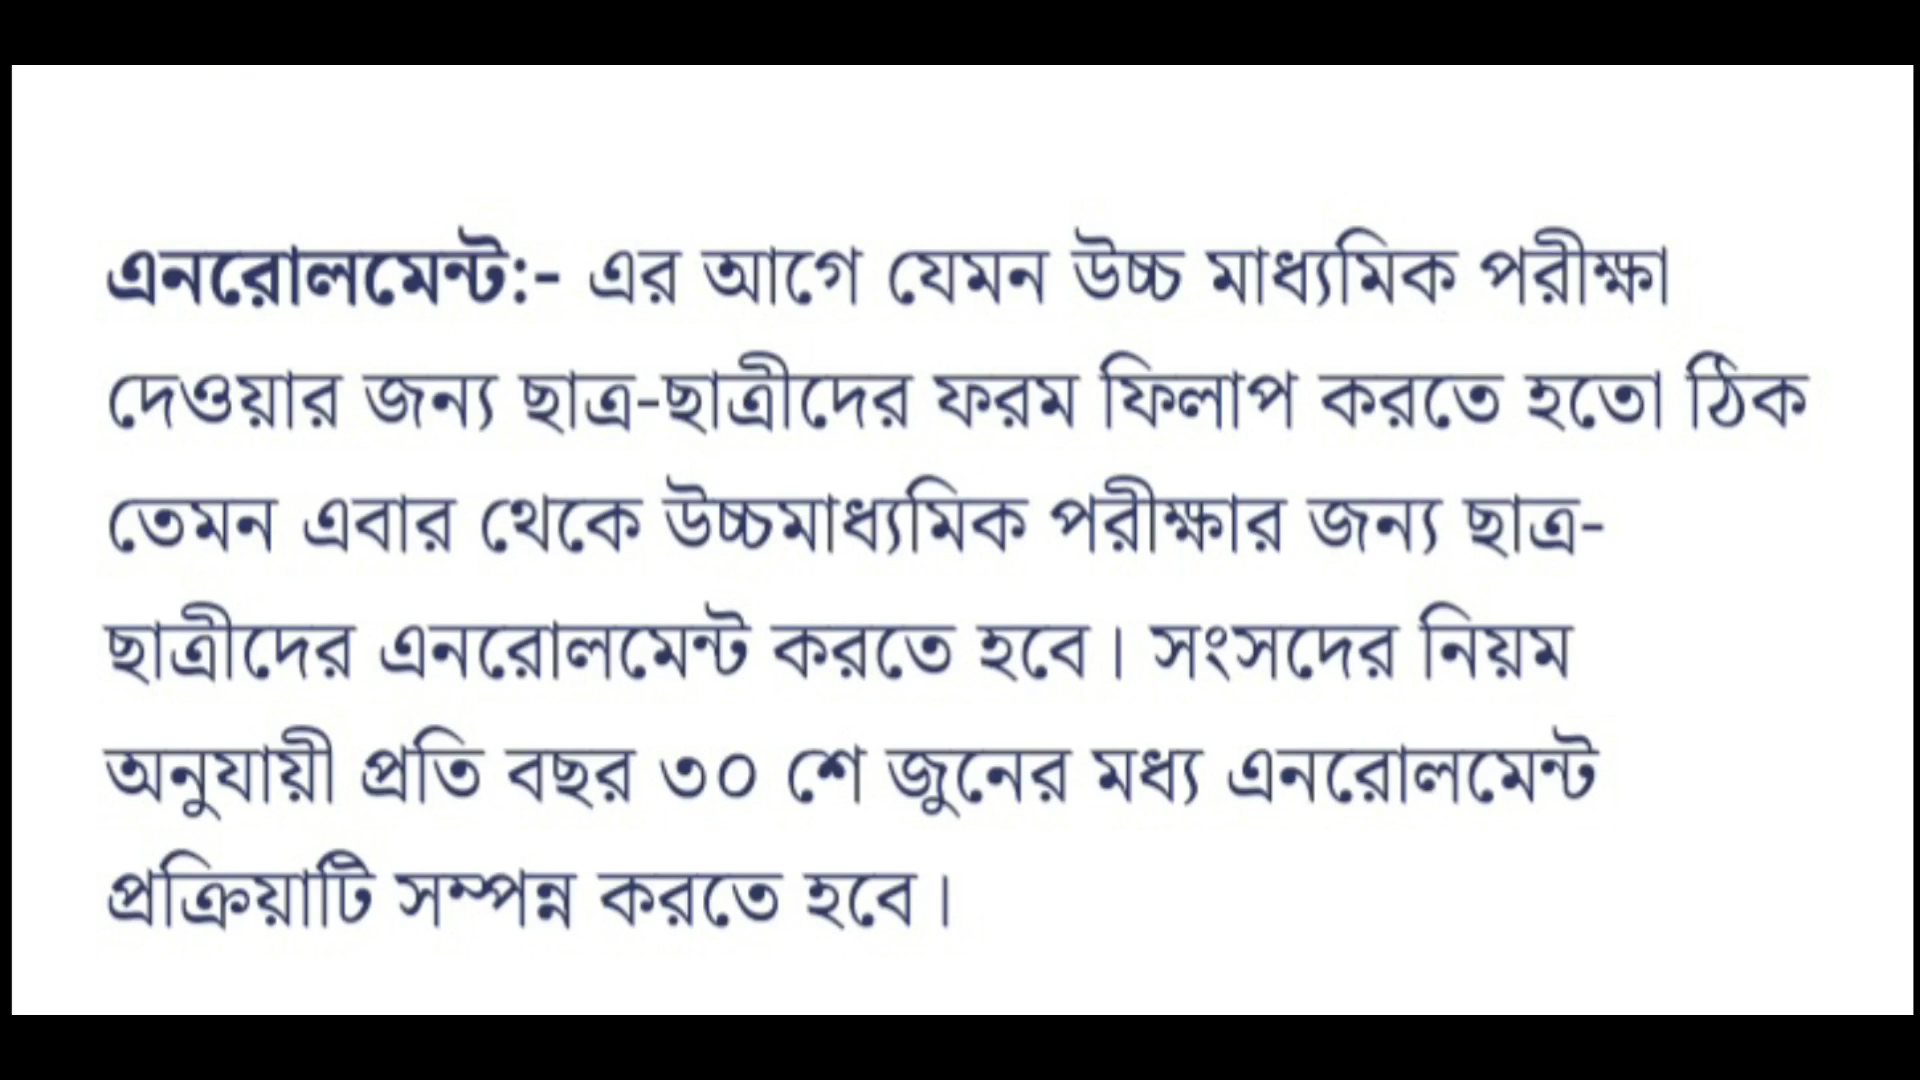 এনরোলমেন্ট:- এর আগে যেমন উচ্চ মাধ্যমিক পরীক্ষা
দেওয়ার জন্য ছাত্র-ছাত্রীদের ফরম ফিলাপ করতে হতো ঠিক
তেমন এবার থেকে উচ্চমাধ্যমিক পরীক্ষার জন্য ছাত্র-
ছাত্রীদের এনরোলমেন্ট করতে হবে। সংসদের নিয়ম
অনুযায়ী প্রতি বছর ৩০ শে জুনের মধ্য এনরোলমেন্ট
প্রক্রিয়াটি সম্পন্ন করতে হবে।